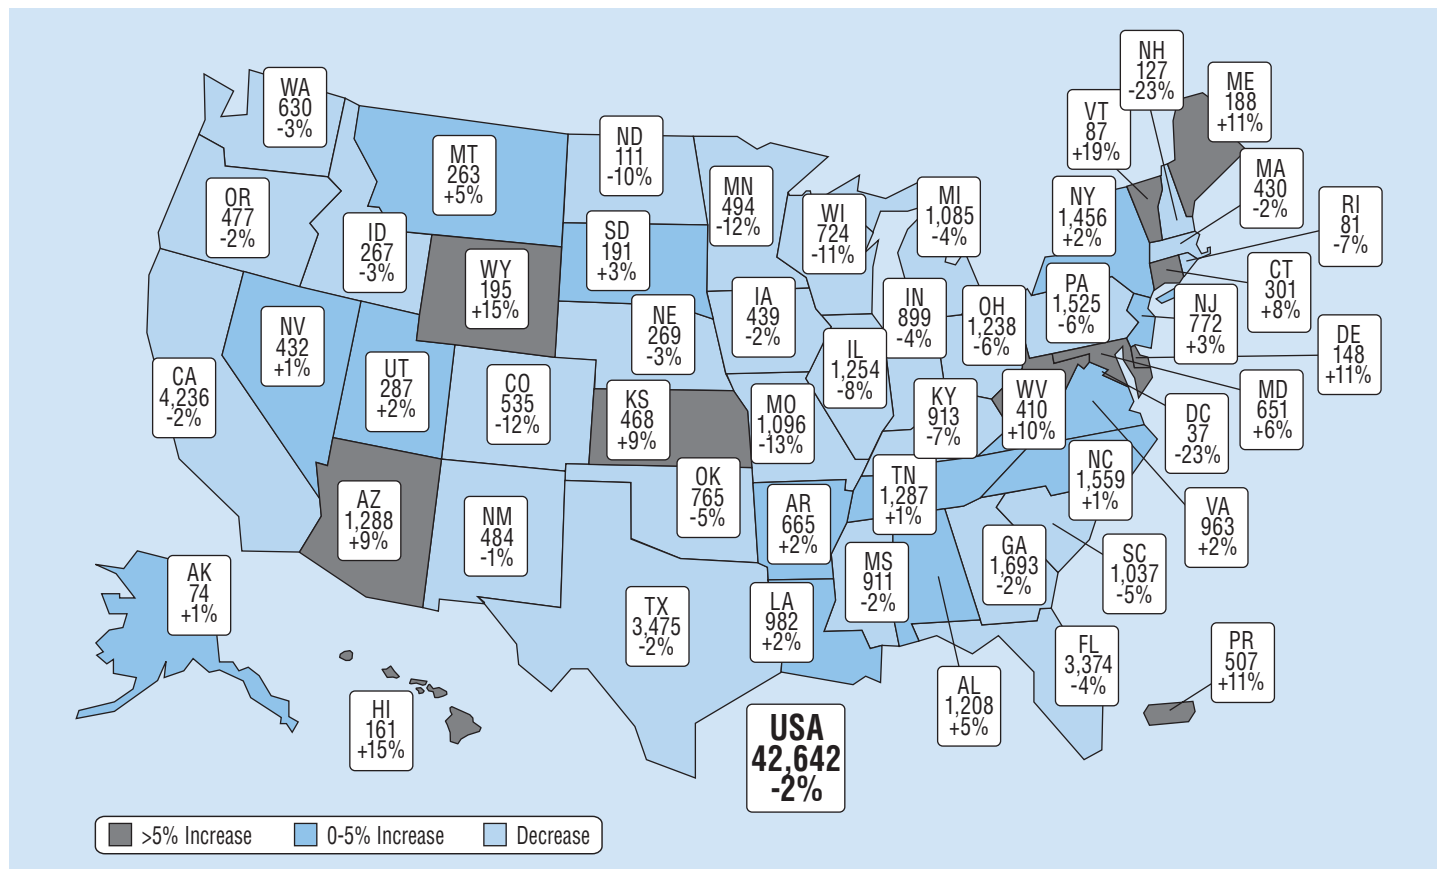 NH
127
-23%
ME
188
+11%
VT
87
+19%
WA
630
-3%
ND
111
-10%
MT
263
+5%
MN
494
-12%
MA
430
-2%
OR
477
-2%
WI
724
-11%
MI
1,085
-4%
NY
1,456
+2%
RI
81
-7%
ID
267
-3%
SD
191
+3%
WY
195
+15%
CT
301
+8%
PA
1,525
-6%
IA
439
-2%
IN
899
-4%
OH
1,238
-6%
NJ
772
+3%
NE
269
-3%
NV
432
+1%
DE
148
+11%
IL
1,254
-8%
UT
287
+2%
CA
4,236
-2%
CO
535
-12%
KS
468
+9%
MO
1,096
-13%
KY
913
-7%
WV
410
+10%
MD
651
+6%
DC
37
-23%
NC
1,559
+1%
TN
1,287
+1%
OK
765
-5%
AZ
1,288
+9%
AR
665
+2%
VA
963
+2%
NM
484
-1%
GA
1,693
-2%
SC
1,037
-5%
MS
911
-2%
AK
74
+1%
LA
982
+2%
TX
3,475
-2%
FL
3,374
-4%
PR
507
+11%
AL
1,208
+5%
HI
161
+15%
USA
42,642
-2%
>5% Increase
0-5% Increase
Decrease